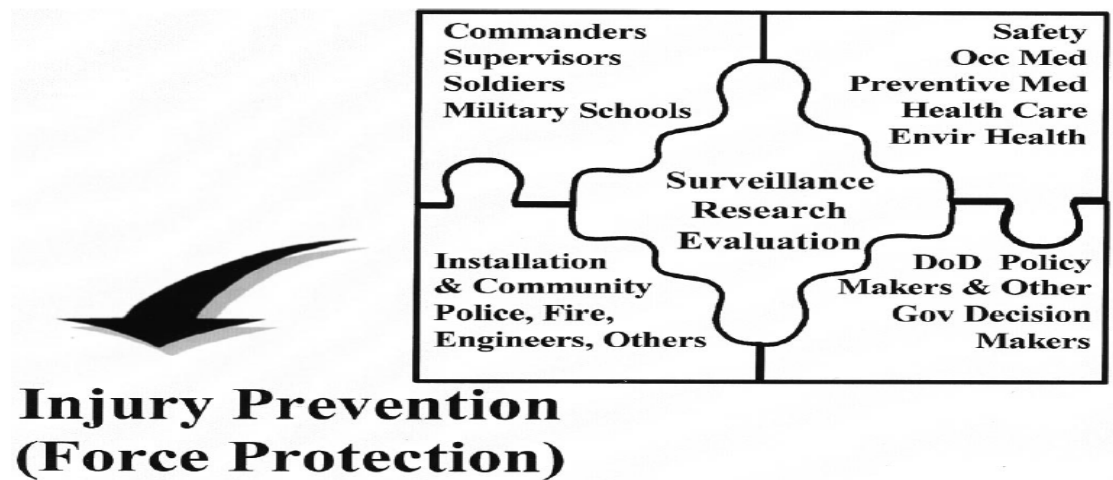 Commanders
Supervisors
Soldiers
Military Schools
Safety
Occ Med
Preventive Med
Health Care
Envir Health
Surveillance
Research
Evaluation
Installation
& Community
Police, Fire,
Engineers, Others
DoD Policy
Makers & Other
Gov Decision
Makers
Injury Prevention
(Force Protection)